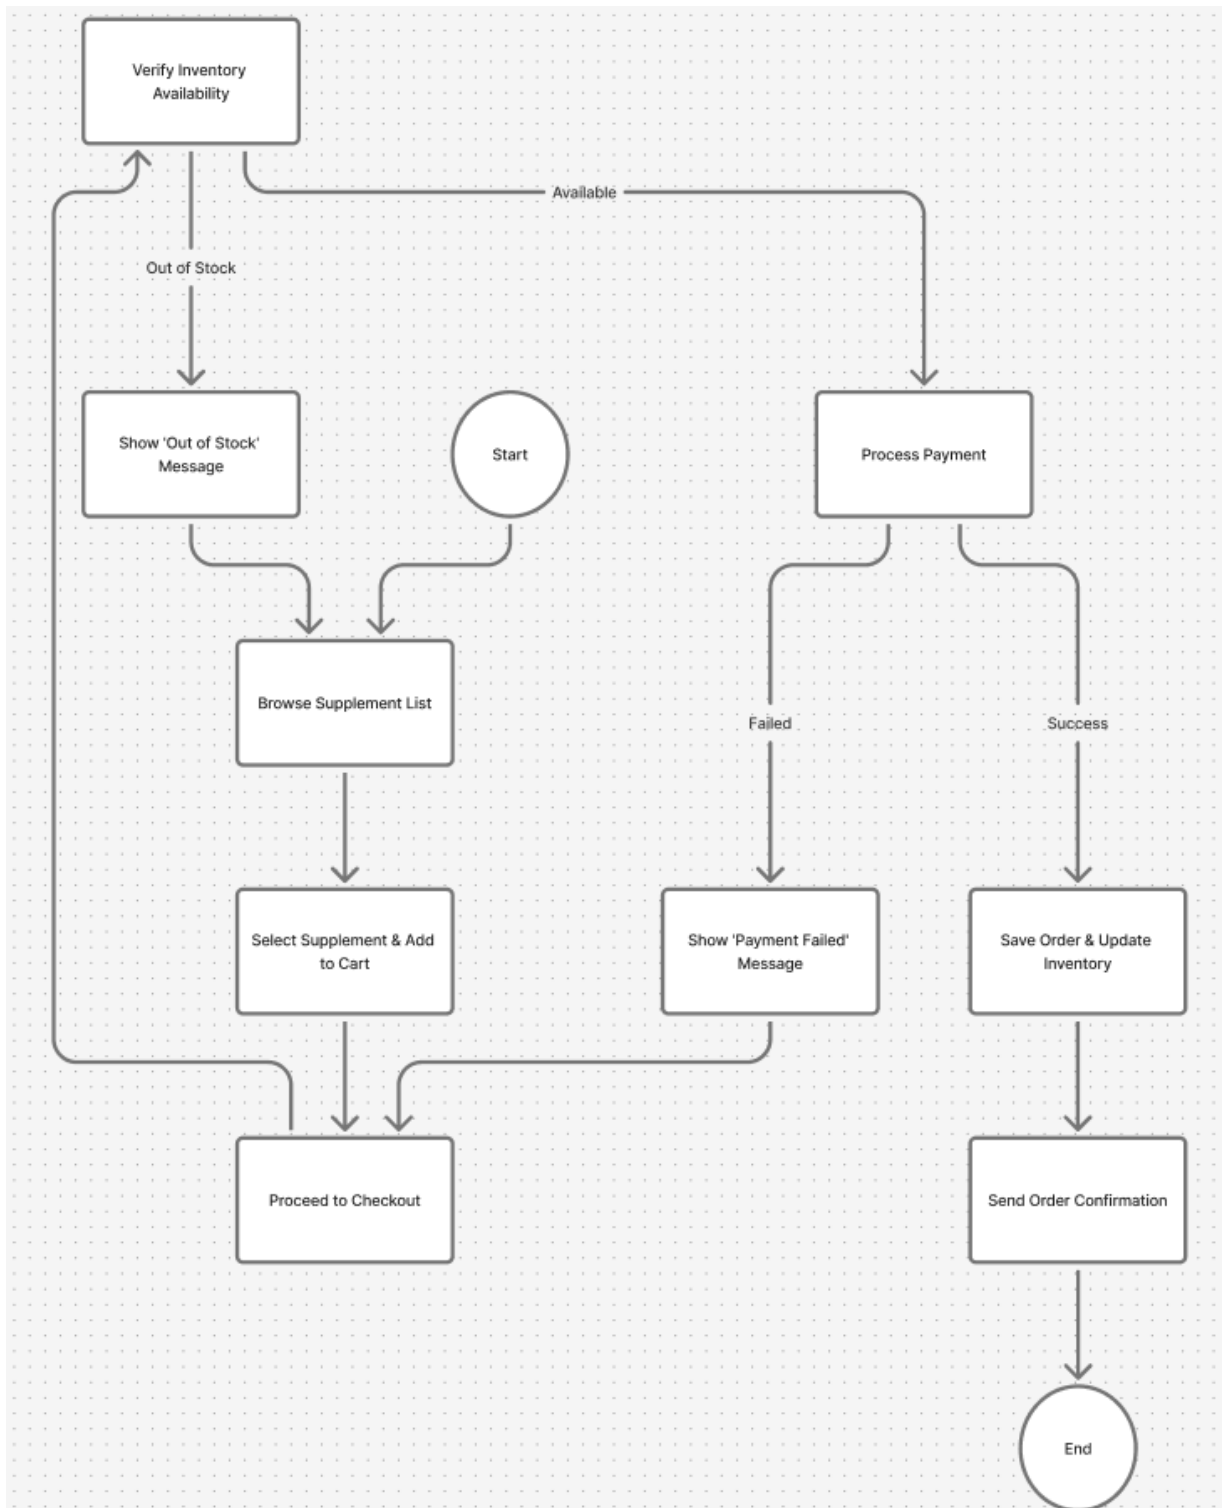 Verify Inventory
Availability
Available
Out of Stock
Show 'Out of Stock'
Message
Start
Process Payment
Browse Supplement List
Failed
Success
Select Supplement & Add
to Cart
Show 'Payment Failed'
Message
Save Order & Update
Inventory
Proceed to Checkout
Send Order Confirmation
End